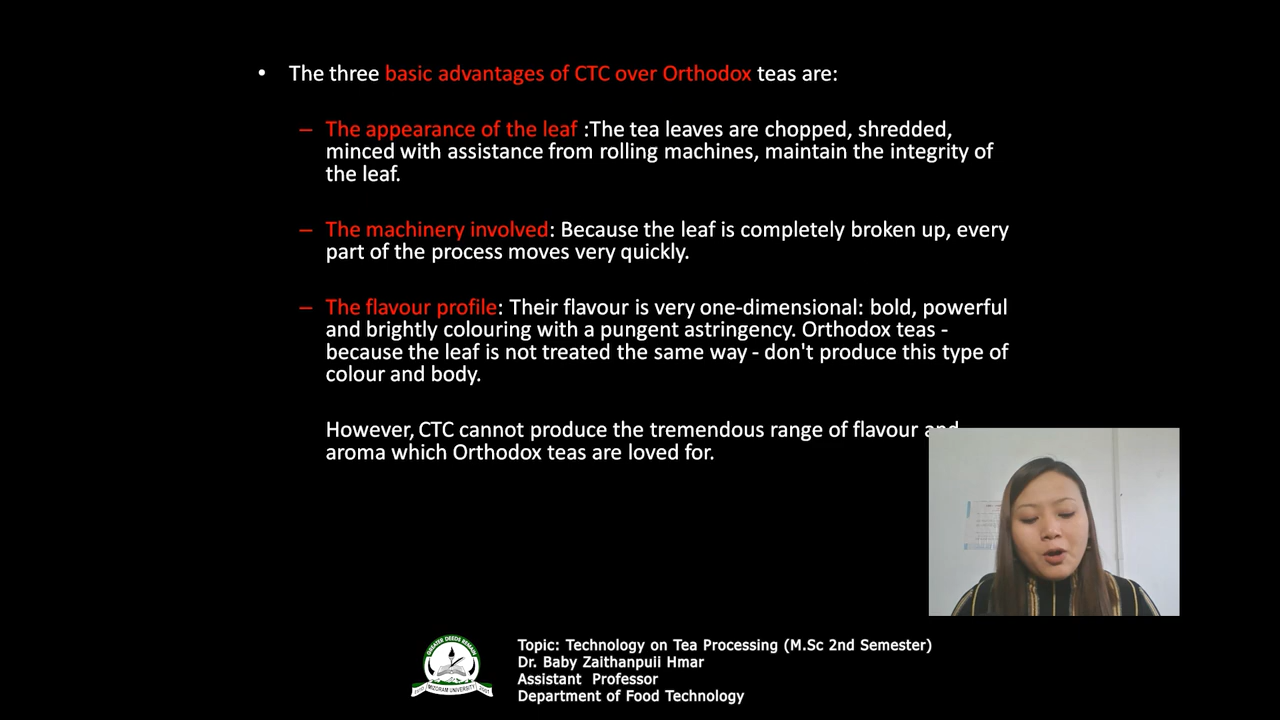 • The three basic advantages of CTC over Orthodox teas are:
– The appearance of the leaf :The tea leaves are chopped, shredded,
minced with assistance from rolling machines, maintain the integrity of
the leaf.
– The machinery involved: Because the leaf is completely broken up, every
part of the process moves very quickly.
– The flavour profile: Their flavour is very one-dimensional: bold, powerful
and brightly colouring with a pungent astringency. Orthodox teas -
because the leaf is not treated the same way - don't produce this type of
colour and body.
However, CTC cannot produce the tremendous range of flavour and
aroma which Orthodox teas are loved for.
GREATER DEEDS REMAIN
MIZORAM UNIVERSITY
Topic: Technology on Tea Processing (M.Sc 2nd Semester)
Dr. Baby Zaithanpuii Hmar
Assistant Professor
Department of Food Technology